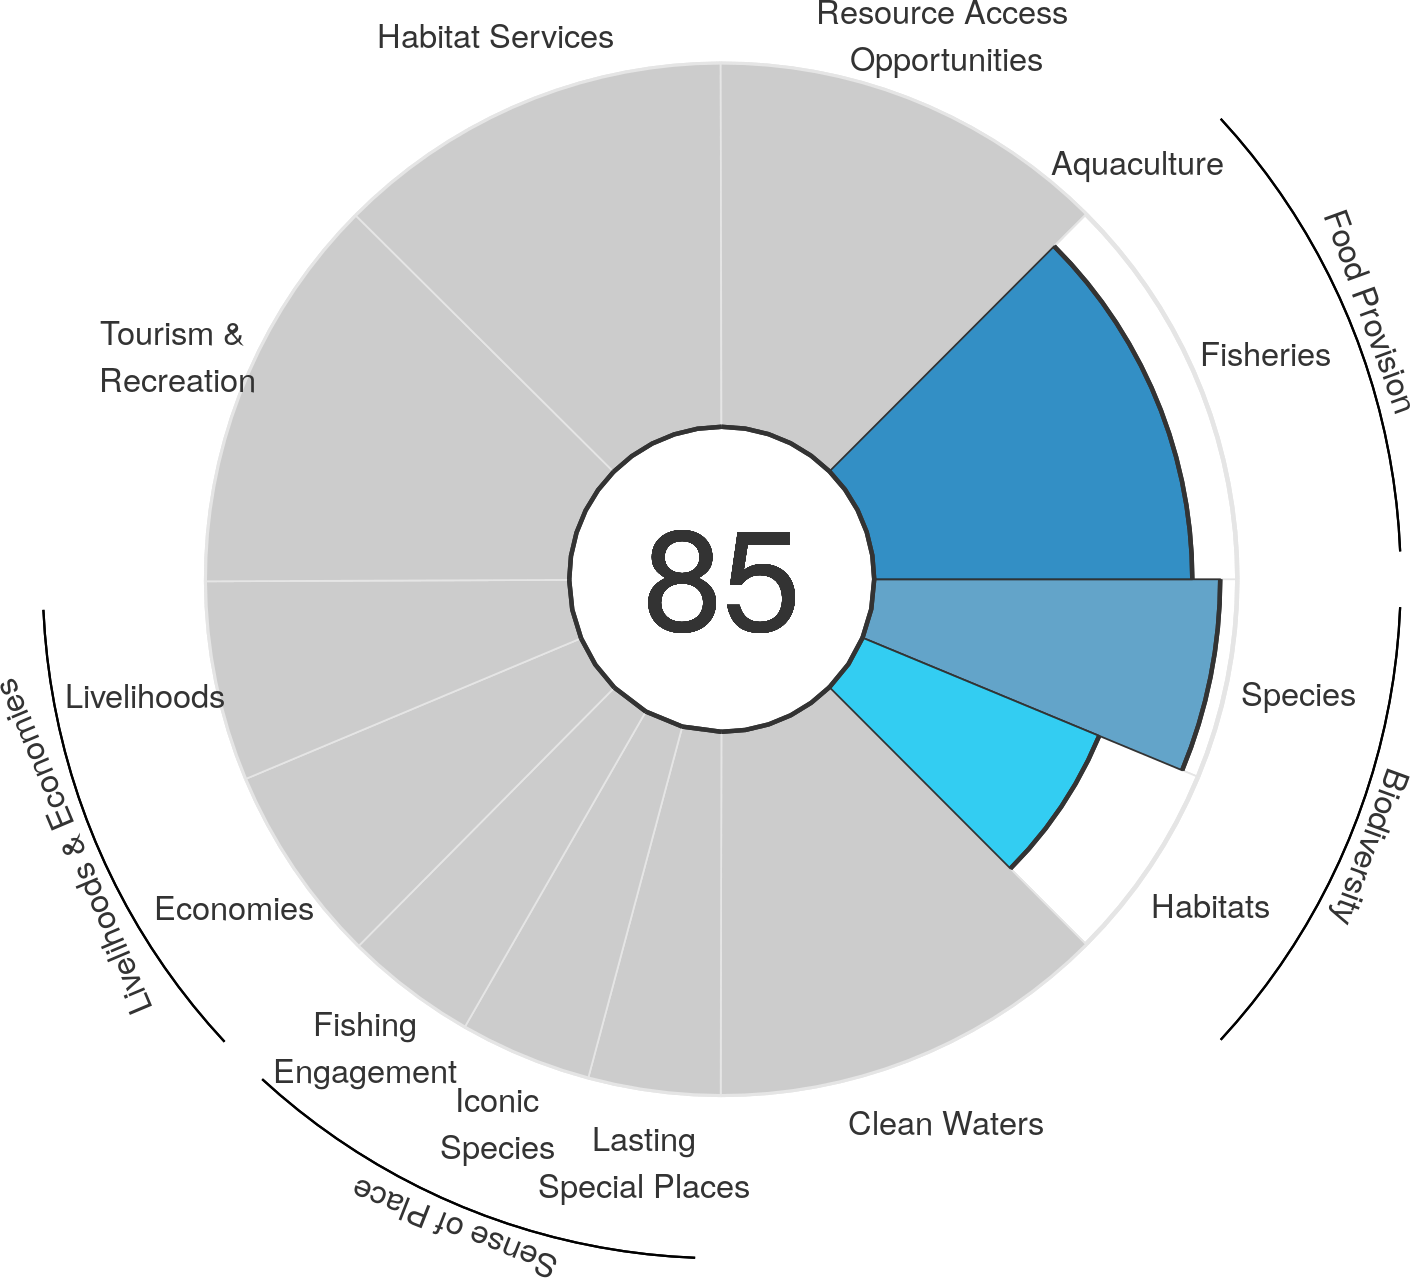 Resource Access
Opportunities
Habitat Services
Aquaculture
Food Provision
Fisheries
Tourism &
Recreation
85
Species
Livelihoods
Livelihoods & Economies
Biodiversity
Habitats
Economies
Fishing
Engagement
Iconic
Species
Lasting
Special Places
Clean Waters
Sense of Place